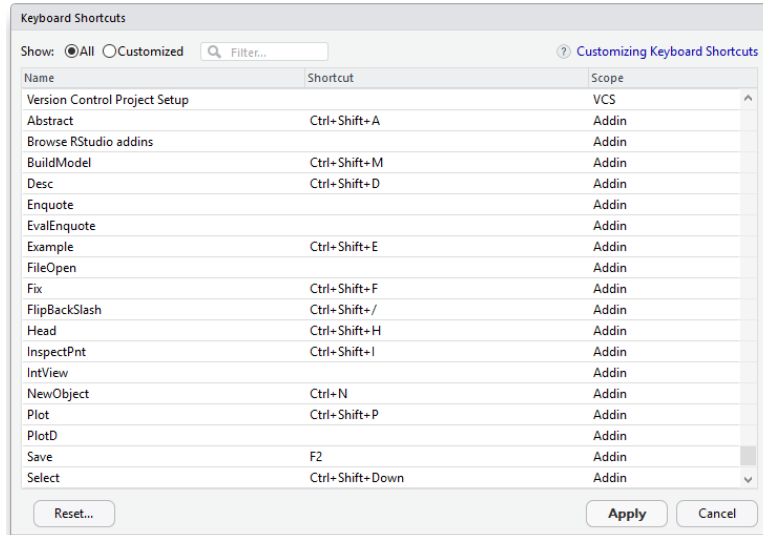 Keyboard Shortcuts
Show: All Customized Filter... ? Customizing Keyboard Shortcuts
Name Shortcut Scope
Version Control Project Setup VCS
Abstract Ctrl+Shift+A Addin
Browse RStudio addins Addin
BuildModel Ctrl+Shift+M Addin
Desc Ctrl+Shift+D Addin
Enquote Addin
EvalEnquote Addin
Example Ctrl+Shift+E Addin
FileOpen Addin
Fix Ctrl+Shift+F Addin
FlipBackSlash Ctrl+Shift+/ Addin
Head Ctrl+Shift+H Addin
InspectPnt Ctrl+Shift+I Addin
IntView Addin
NewObject Ctrl+N Addin
Plot Ctrl+Shift+P Addin
PlotD Addin
Save F2 Addin
Select Ctrl+Shift+Down Addin
Reset... Apply Cancel